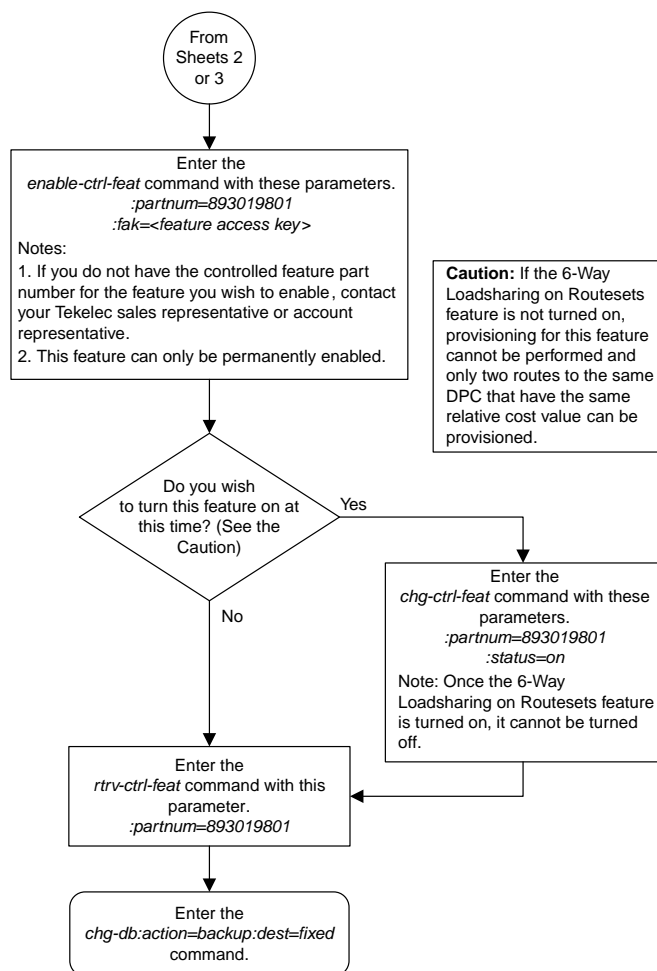 From
Sheets 2
or 3
Enter the
enable-ctrl-feat command with these parameters.
:partnum=893019801
:fak=<feature access key>
Notes:
1. If you do not have the controlled feature part
number for the feature you wish to enable, contact
your Tekelec sales representative or account
representative.
2. This feature can only be permanently enabled.
Caution: If the 6-Way
Loadsharing on Routesets
feature is not turned on,
provisioning for this feature
cannot be performed and
only two routes to the same
DPC that have the same
relative cost value can be
provisioned.
Do you wish
to turn this feature on at
this time? (See the
Caution)
Yes
No
Enter the
chg-ctrl-feat command with these
parameters.
:partnum=893019801
:status=on
Note: Once the 6-Way
Loadsharing on Routesets feature
is turned on, it cannot be turned
off.
Enter the
rtrv-ctrl-feat command with this
parameter.
:partnum=893019801
Enter the
chg-db:action=backup:dest=fixed
command.